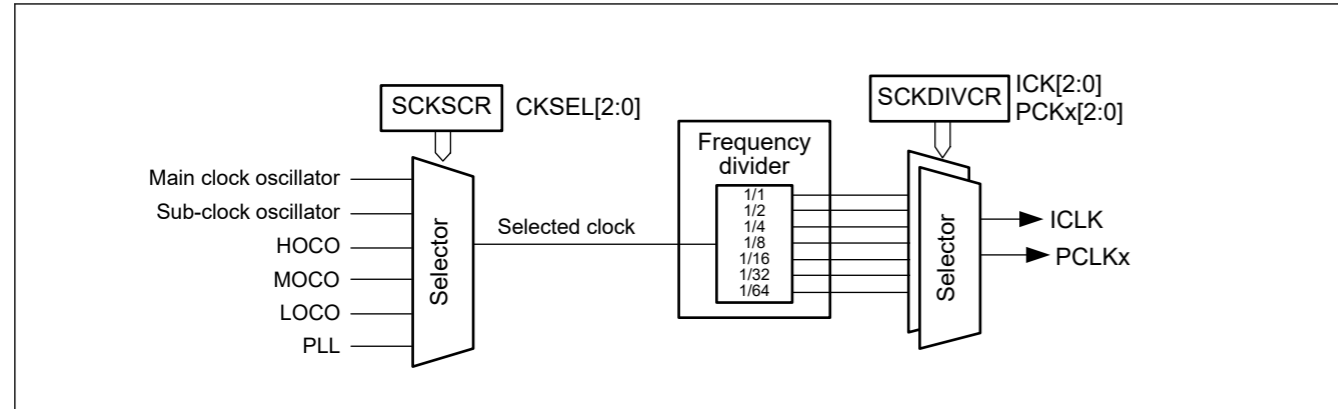 SCKSCR
CKSEL[2:0]
SCKDIVCR
ICK[2:0]
PCKx[2:0]
Main clock oscillator
Sub-clock oscillator
HOCO
MOCO
LOCO
PLL
Selector
Selected clock
Frequency
divider
1/1
1/2
1/4
1/8
1/16
1/32
1/64
Selector
ICLK
PCLKx